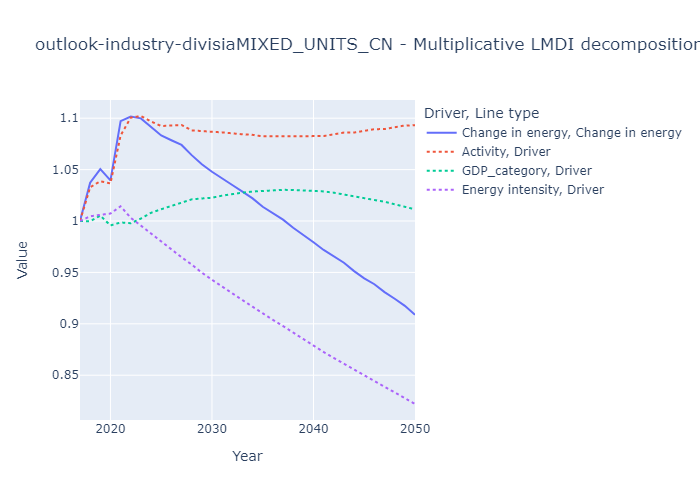 outlook-industry-divisiaMIXED_UNITS_CN - Multiplicative LMDI decomposition
Driver, Line type
Change in energy, Change in energy
Activity, Driver
GDP_category, Driver
Energy intensity, Driver
Value
1.1
1.05
1
0.95
0.9
0.85
2020
2030
2040
2050
Year